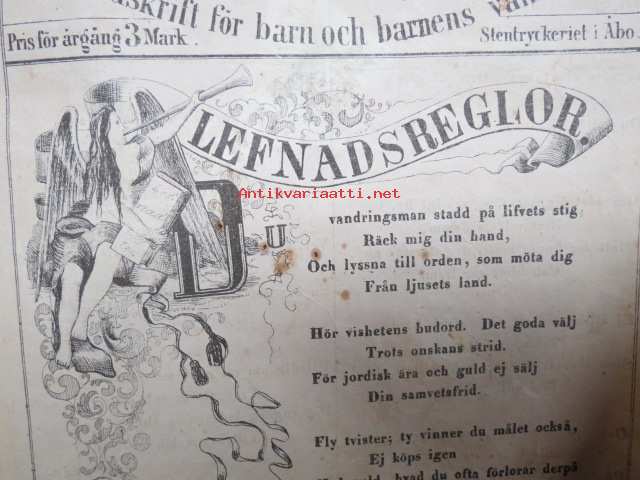 skrift för barn och barnens
Pris för årgång 3 Mark.
Stentryckeriet i Åbo
LEFNADSREGLOR.
Antikvariaatti.net
Du vandringsman stadd på lifvets stig
Räck mig din hand,
Och lyssna till orden, som möta dig
Från ljusets land.
Hör vishetens budord. Det goda välj
Trots onskans strid.
För jordisk ära och guld ej sälj
Din samvetsfrid.
Fly tvister; ty vinner du målet också,
Ej köps igen
hvad du ofta förlorar derpå